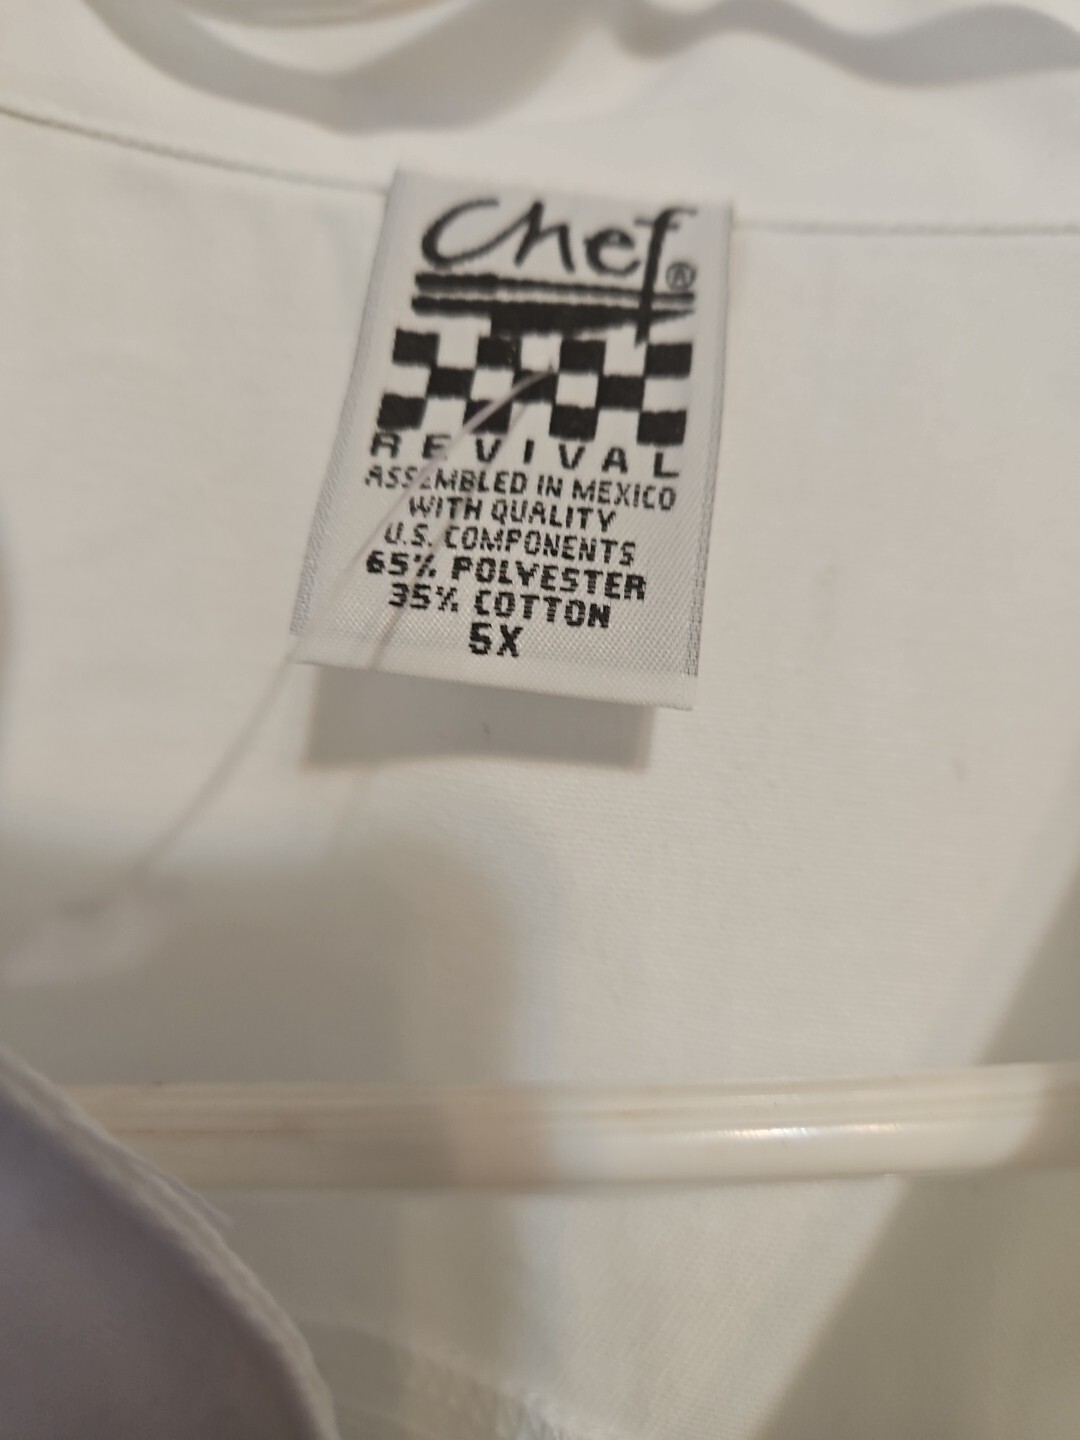 Chef®
REVIVAL
ASSEMBLED IN MEXICO
WITH QUALITY
U.S. COMPONENTS
65% POLYESTER
35% COTTON
5X